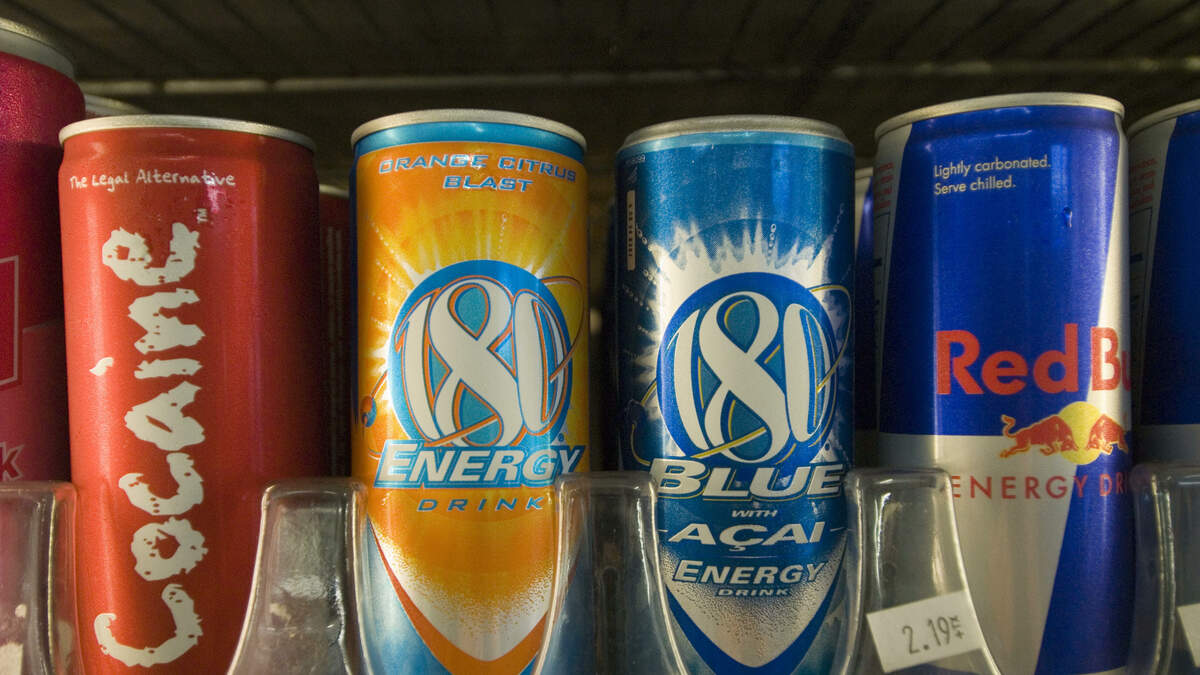 The Legal Alternative
Cocaine
ORANGE CITRUS
BLAST
180
ENERGY
DRINK
180
BLUE
WITH
AÇAI
ENERGY
DRINK
Lightly carbonated.
Serve chilled.
Red Bu
ENERGY DR
2.19
k